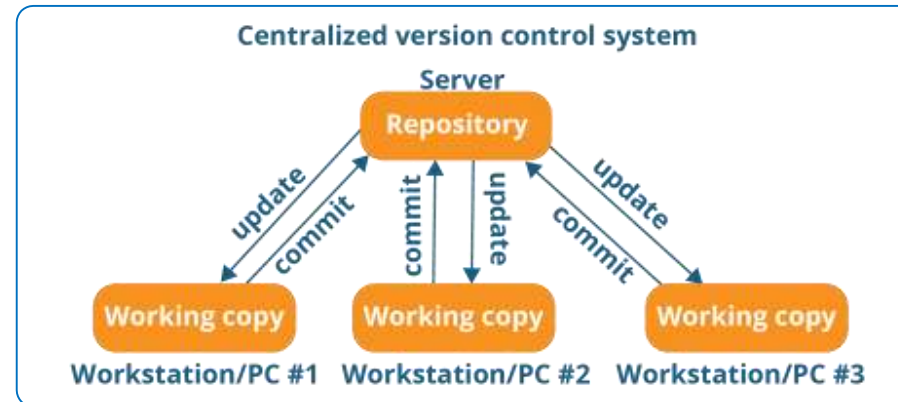 Centralized version control system
Server
Repository
update
commit
commit
update
commit
update
Working copy
Working copy
Working copy
Workstation/PC #1
Workstation/PC #2
Workstation/PC #3